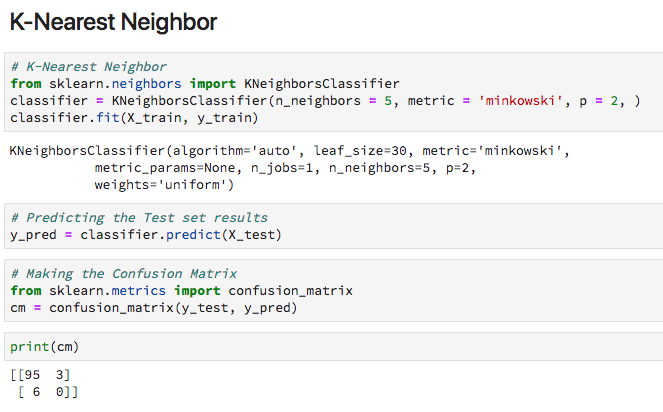 K-Nearest Neighbor
# K-Nearest Neighbor
from sklearn.neighbors import KNeighborsClassifier
classifier = KNeighborsClassifier(n_neighbors = 5, metric = 'minkowski', p = 2, )
classifier.fit(X_train, y_train)
KNeighborsClassifier(algorithm='auto', leaf_size=30, metric='minkowski',
           metric_params=None, n_jobs=1, n_neighbors=5, p=2,
           weights='uniform')
# Predicting the Test set results
y_pred = classifier.predict(X_test)
# Making the Confusion Matrix
from sklearn.metrics import confusion_matrix
cm = confusion_matrix(y_test, y_pred)
print(cm)
[[95  3]
 [ 6  0]]